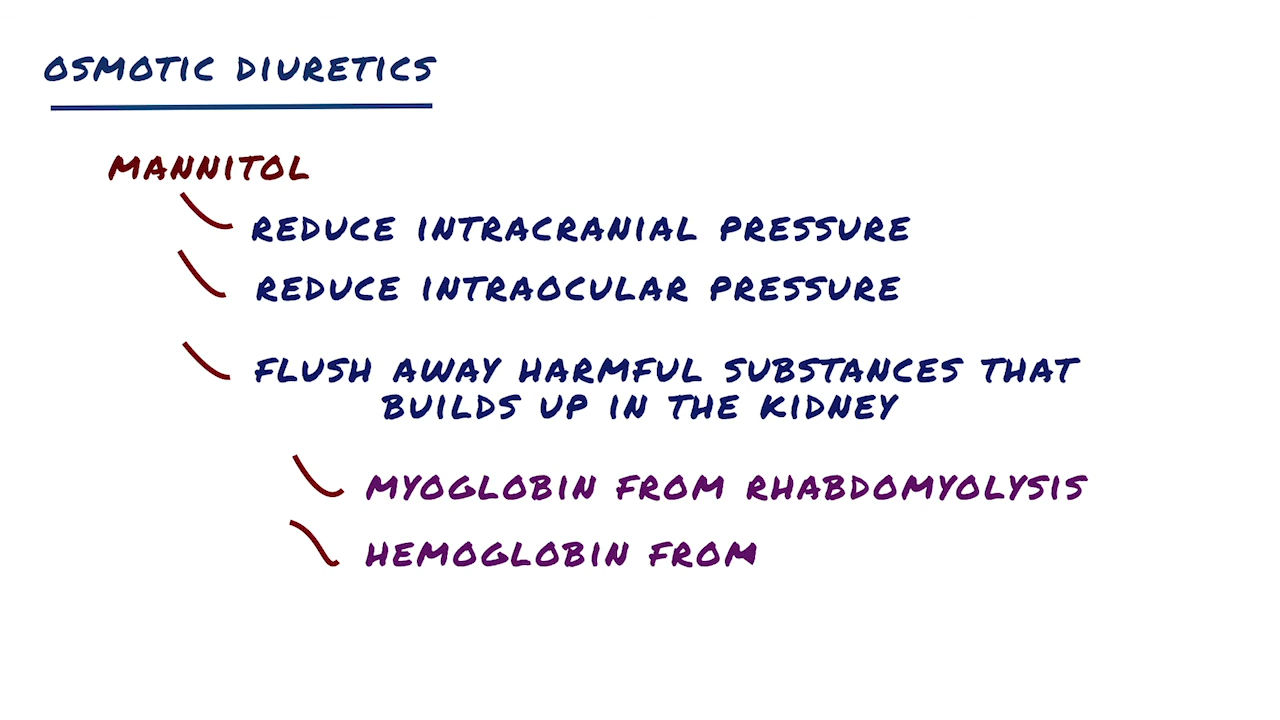 OSMOTIC DIURETICS
MANNITOL
REDUCE INTRACRANIAL PRESSURE
REDUCE INTRAOCULAR PRESSURE
FLUSH AWAY HARMFUL SUBSTANCES THAT
BUILDS UP IN THE KIDNEY
MYOGLOBIN FROM RHABDOMYOLYSIS
HEMOGLOBIN FROM